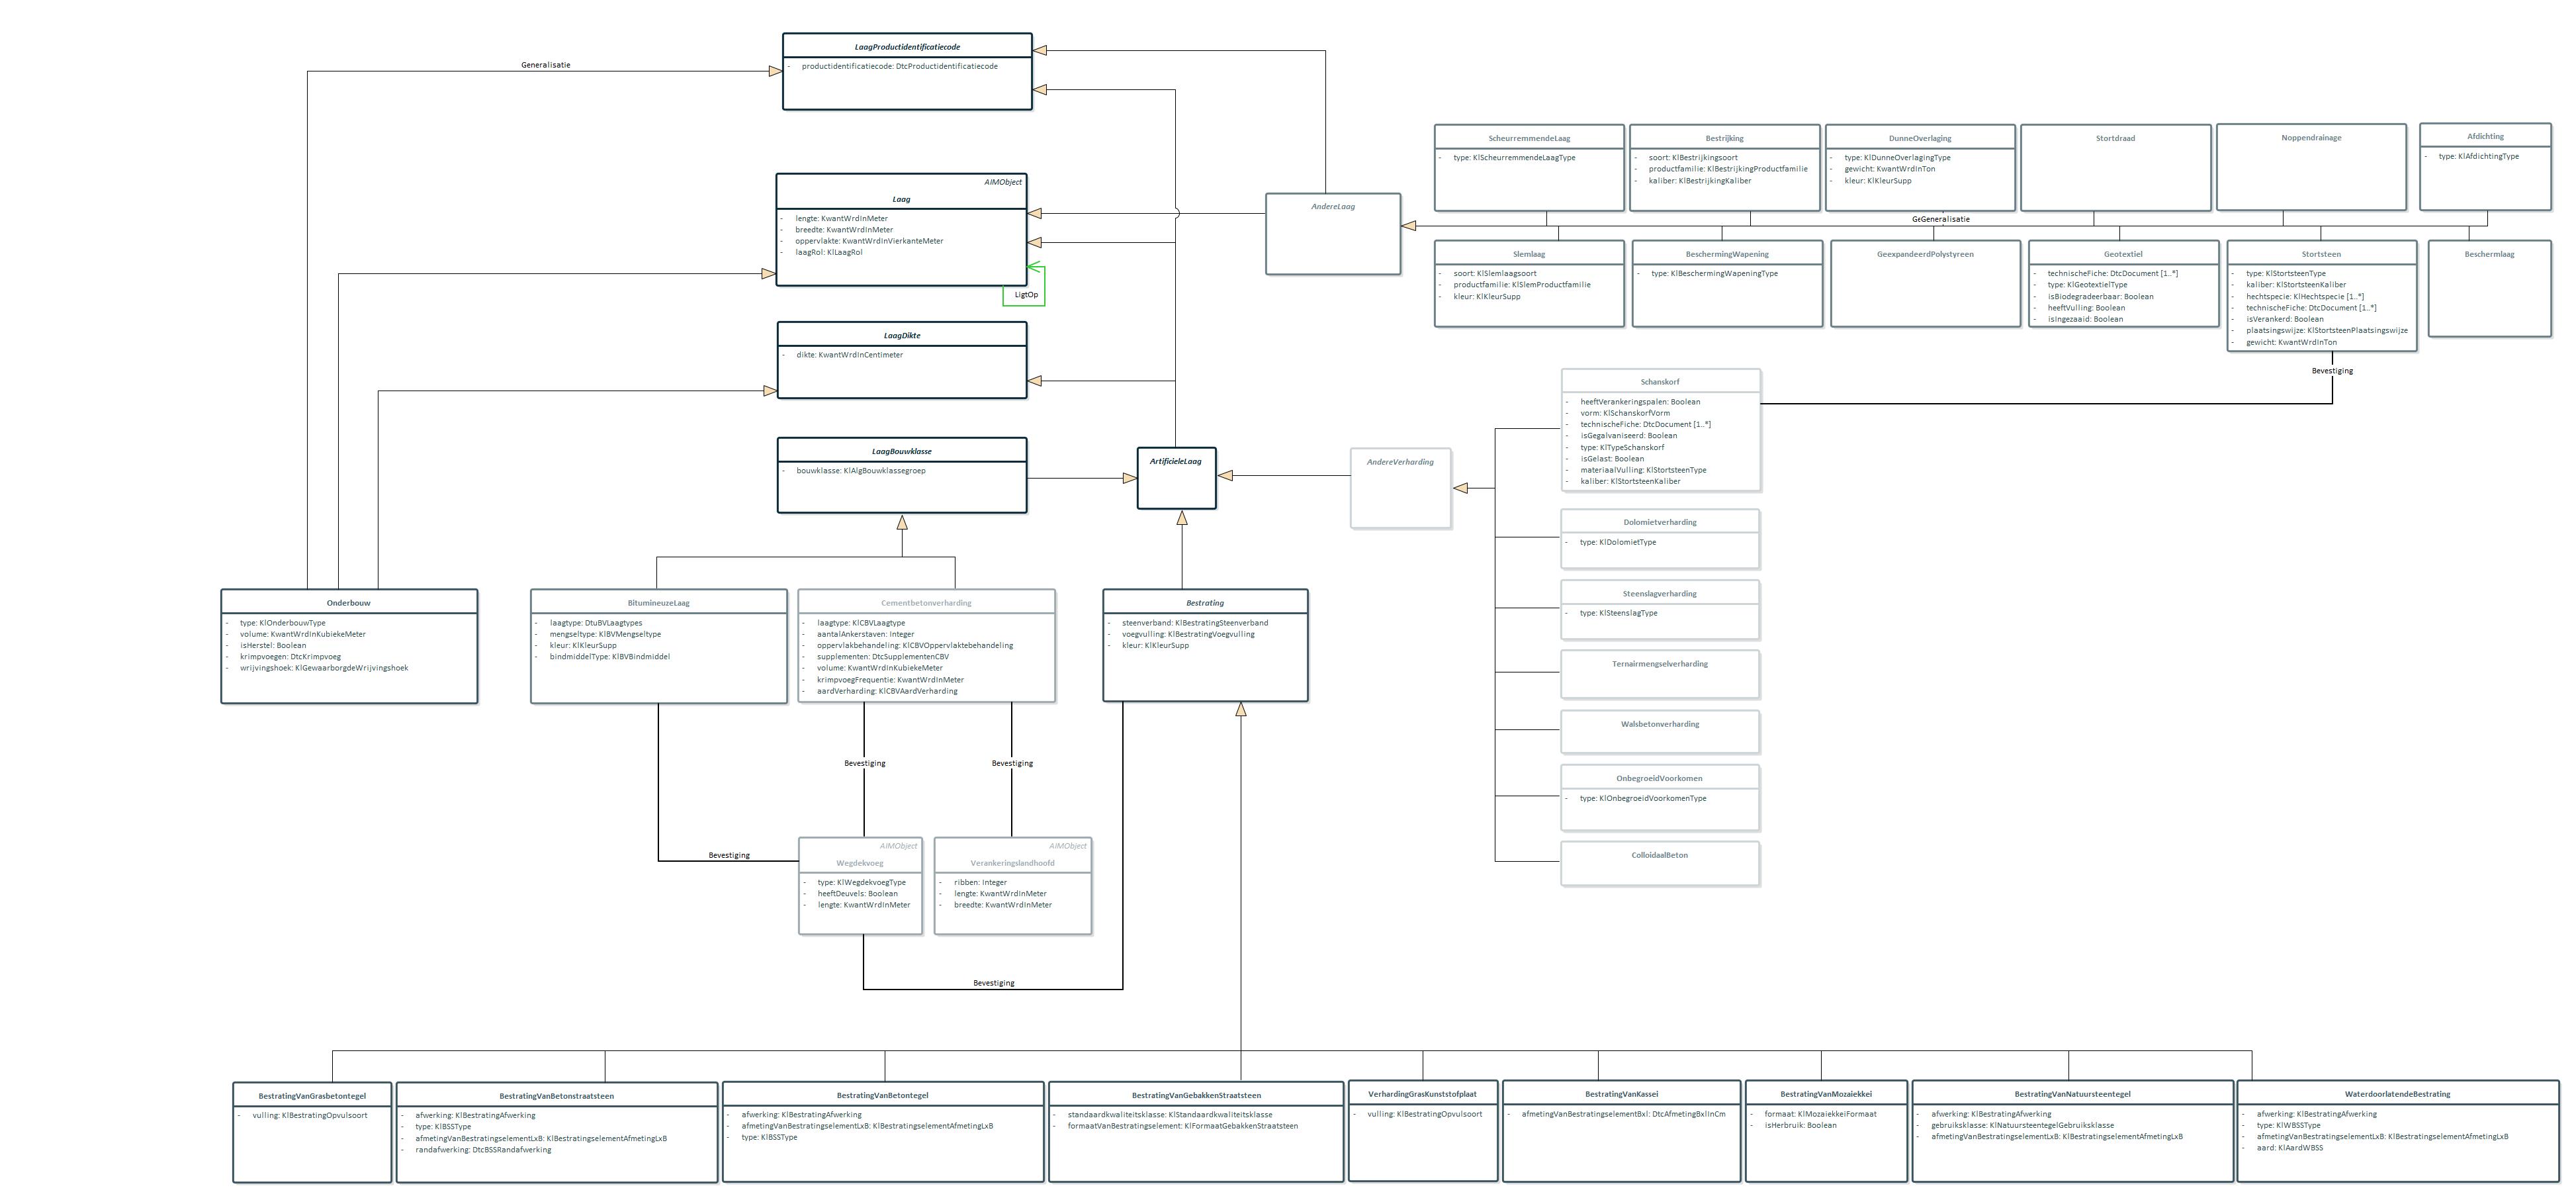 LaagProductidentificatiecode
- productidentificatiecode: DtcProductidentificatiecode
Generalisatie
AIMObject
Laag
- lengte: KwantWrdInMeter
- breedte: KwantWrdInMeter
- oppervlakte: KwantWrdInVierkanteMeter
- laagRol: KlLaagRol
LigtOp
LaagDikte
- dikte: KwantWrdInCentimeter
LaagBouwklasse
- bouwklasse: KlAlgBouwklassegroep
ArtificieleLaag
AndereLaag
AndereVerharding
ScheurremmendeLaag
- type: KlScheurremmendeLaagType
Bestrijking
- soort: KlBestrijkingsoort
- productfamilie: KlBestrijkingProductfamilie
- kaliber: KlBestrijkingKaliber
DunneOverlaging
- type: KlDunneOverlagingType
- gewicht: KwantWrdInTon
- kleur: KlKleurSupp
Stortdraad
Noppendrainage
Afdichting
- type: KlAfdichtingType
GeGeneralisatie
Slemlaag
- soort: KlSlemlaagsoort
- productfamilie: KlSlemProductfamilie
- kleur: KlKleurSupp
BeschermingWapening
- type: KlBeschermingWapeningType
GeexpandeerdPolystyreen
Geotextiel
- technischeFiche: DtcDocument [1..*]
- type: KlGeotextielType
- isBiodegradeerbaar: Boolean
- heeftVulling: Boolean
- isIngezaaid: Boolean
Stortsteen
- type: KlStortsteenType
- kaliber: KlStortsteenKaliber
- hechtspecie: KlHechtspecie [1..*]
- technischeFiche: DtcDocument [1..*]
- isVerankerd: Boolean
- plaatsingswijze: KlStortsteenPlaatsingswijze
- gewicht: KwantWrdInTon
Beschermlaag
Bevestiging
Schanskorf
- heeftVerankeringspalen: Boolean
- vorm: KlSchanskorfVorm
- technischeFiche: DtcDocument [1..*]
- isGegalvaniseerd: Boolean
- type: KlTypeSchanskorf
- isGelast: Boolean
- materiaalVulling: KlStortsteenType
- kaliber: KlStortsteenKaliber
Dolomietverharding
- type: KlDolomietType
Steenslagverharding
- type: KlSteenslagType
Ternairmengselverharding
Walsbetonverharding
OnbegroeidVoorkomen
- type: KlOnbegroeidVoorkomenType
ColloidaalBeton
Onderbouw
- type: KlOnderbouwType
- volume: KwantWrdInKubiekeMeter
- isHerstel: Boolean
- krimpvoegen: DtcKrimpvoeg
- wrijvingshoek: KlGewaarborgdeWrijvingshoek
BitumineuzeLaag
- laagtype: DtuBVLaagtypes
- mengseltype: KlBVMengseltype
- kleur: KlKleurSupp
- bindmiddelType: KlBVBindmiddel
Cementbetonverharding
- laagtype: KlCBVLaagtype
- aantalAnkerstaven: Integer
- oppervlakbehandeling: KlCBVOppervlaktebehandeling
- supplementen: DtcSupplementenCBV
- volume: KwantWrdInKubiekeMeter
- krimpvoegFrequentie: KwantWrdInMeter
- aardVerharding: KlCBVAardVerharding
Bestrating
- steenverband: KlBestratingSteenverband
- voegvulling: KlBestratingVoegvulling
- kleur: KlKleurSupp
Bevestiging
Bevestiging
Bevestiging
AIMObject
Wegdekvoeg
- type: KlWegdekvoegType
- heeftDeuvels: Boolean
- lengte: KwantWrdInMeter
AIMObject
Verankeringslandhoofd
- ribben: Integer
- lengte: KwantWrdInMeter
- breedte: KwantWrdInMeter
Bevestiging
BestratingVanGrasbetontegel
- vulling: KlBestratingOpvulsoort
BestratingVanBetonstraatsteen
- afwerking: KlBestratingAfwerking
- type: KlBSSType
- afmetingVanBestratingselementLxB: KlBestratingselementAfmetingLxB
- randafwerking: DtcBSSRandafwerking
BestratingVanBetontegel
- afwerking: KlBestratingAfwerking
- afmetingVanBestratingselementLxB: KlBestratingselementAfmetingLxB
- type: KlBSSType
BestratingVanGebakkenStraatsteen
- standaardkwaliteitsklasse: KlStandaardkwaliteitsklasse
- formaatVanBestratingselement: KlFormaatGebakkenStraatsteen
VerhardingGrasKunststofplaat
- vulling: KlBestratingOpvulsoort
BestratingVanKassei
- afmetingVanBestratingselementBxl: DtcAfmetingBxlInCm
BestratingVanMozaiekkei
- formaat: KlMozaiekkeiFormaat
- isHerbruik: Boolean
BestratingVanNatuursteentegel
- afwerking: KlBestratingAfwerking
- gebruiksklasse: KlNatuursteentegelGebruiksklasse
- afmetingVanBestratingselementLxB: KlBestratingselementAfmetingLxB
WaterdoorlatendeBestrating
- afwerking: KlBestratingAfwerking
- type: KlWBSSType
- afmetingVanBestratingselementLxB: KlBestratingselementAfmetingLxB
- aard: KlAardWBSS